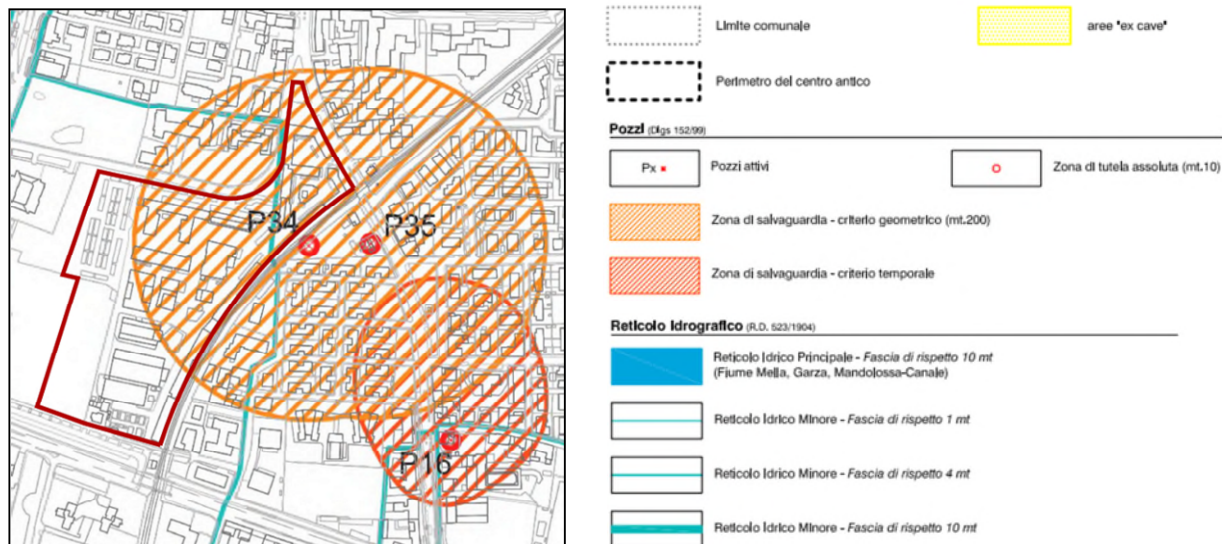 P34
P35
P16
Limite comunale
aree "ex cave"
Perimetro del centro antico
Pozzi (Dlgs 152/99)
Px
Pozzi attivi
Zona di tutela assoluta (mt.10)
Zona di salvaguardia - criterio geometrico (mt.200)
Zona di salvaguardia - criterio temporale
Reticolo Idrografico (R.D. 523/1904)
Reticolo Idrico Principale - Fascia di rispetto 10 mt
(Fiume Mella, Garza, Mandolossa-Canale)
Reticolo Idrico Minore - Fascia di rispetto 1 mt
Reticolo Idrico Minore - Fascia di rispetto 4 mt
Reticolo Idrico Minore - Fascia di rispetto 10 mt